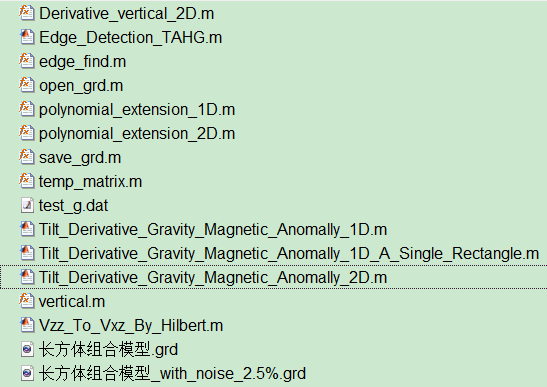 Derivative_vertical_2D.m
Edge_Detection_TAHG.m
edge_find.m
open_grd.m
polynomial_extension_1D.m
polynomial_extension_2D.m
save_grd.m
temp_matrix.m
test_g.dat
Tilt_Derivative_Gravity_Magnetic_Anomally_1D.m
Tilt_Derivative_Gravity_Magnetic_Anomally_1D_A_Single_Rectangle.m
Tilt_Derivative_Gravity_Magnetic_Anomally_2D.m
vertical.m
Vzz_To_Vxz_By_Hilbert.m
长方体组合模型.grd
长方体组合模型_with_noise_2.5%.grd